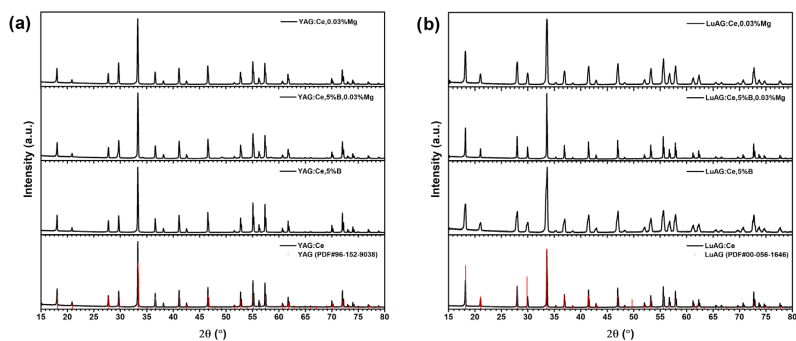 (a)
YAG:Ce,0.03%Mg
YAG:Ce,5%B,0.03%Mg
YAG:Ce,5%B
YAG:Ce
YAG (PDF#96-152-9038)
Intensity (a.u.)
15 20 25 30 35 40 45 50 55 60 65 70 75 80
2θ (°)
(b)
LuAG:Ce,0.03%Mg
LuAG:Ce,5%B,0.03%Mg
LuAG:Ce,5%B
LuAG:Ce
LuAG (PDF#00-056-1646)
Intensity (a.u.)
15 20 25 30 35 40 45 50 55 60 65 70 75 80
2θ (°)